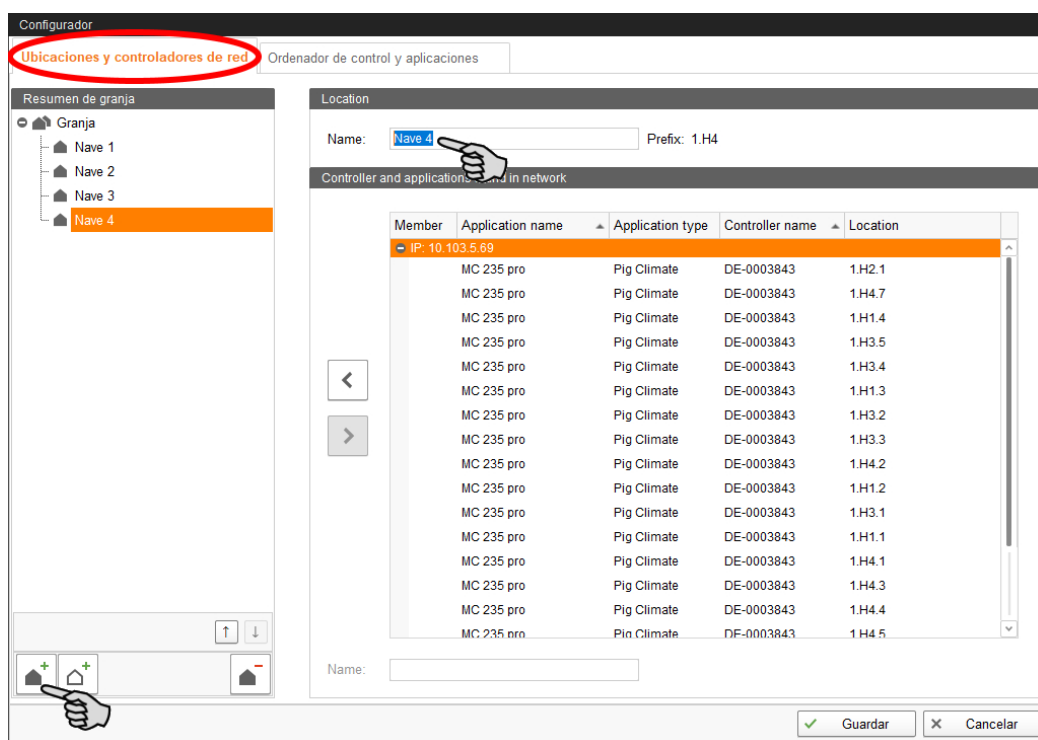 Configurador
Ubicaciones y controladores de red
Ordenador de control y aplicaciones
Resumen de granja
Granja
Nave 1
Nave 2
Nave 3
Nave 4
Location
Name: Nave 4 Prefix: 1.H4
Controller and applications in network
Member Application name Application type Controller name Location
IP: 10.103.5.69
MC 235 pro Pig Climate DE-0003843 1.H2.1
MC 235 pro Pig Climate DE-0003843 1.H4.7
MC 235 pro Pig Climate DE-0003843 1.H1.4
MC 235 pro Pig Climate DE-0003843 1.H3.5
MC 235 pro Pig Climate DE-0003843 1.H3.4
MC 235 pro Pig Climate DE-0003843 1.H1.3
MC 235 pro Pig Climate DE-0003843 1.H3.2
MC 235 pro Pig Climate DE-0003843 1.H3.3
MC 235 pro Pig Climate DE-0003843 1.H4.2
MC 235 pro Pig Climate DE-0003843 1.H1.2
MC 235 pro Pig Climate DE-0003843 1.H3.1
MC 235 pro Pig Climate DE-0003843 1.H1.1
MC 235 pro Pig Climate DE-0003843 1.H4.1
MC 235 pro Pig Climate DE-0003843 1.H4.3
MC 235 pro Pig Climate DE-0003843 1.H4.4
MC 235 pro Pig Climate DE-0003843 1.H4.5
Name:
Guardar
Cancelar